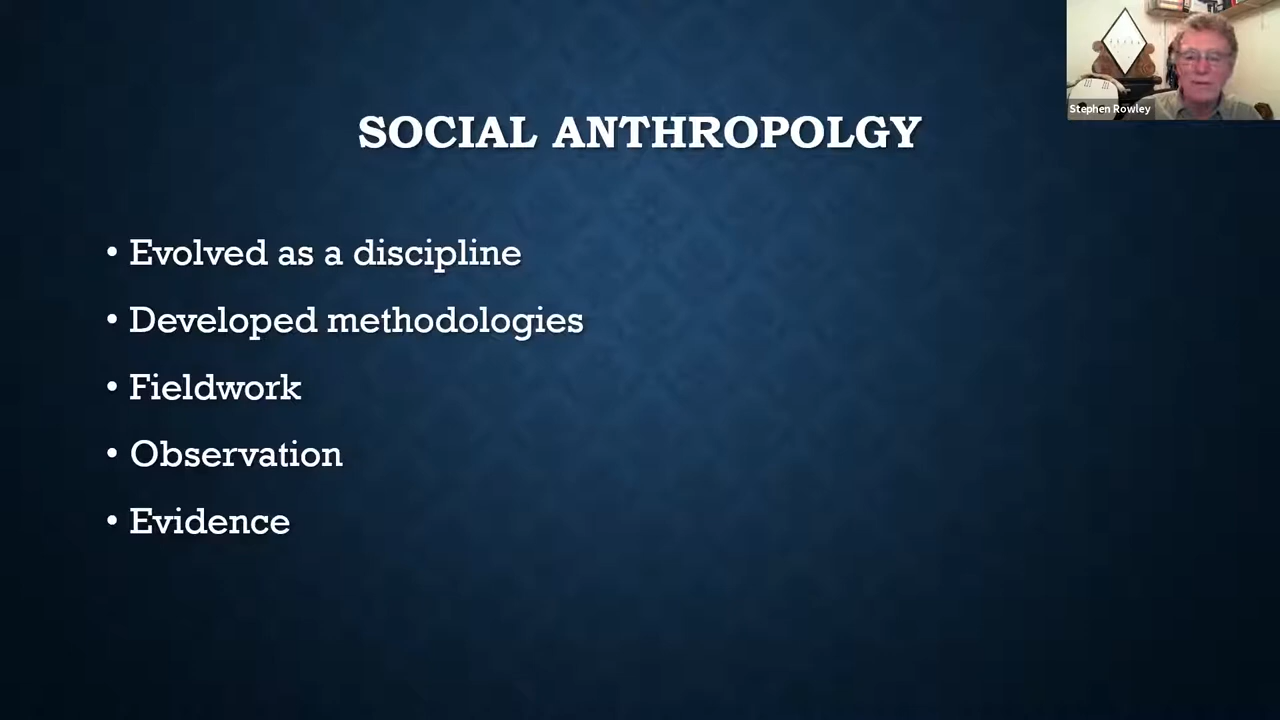 SOCIAL ANTHROPOLGY
• Evolved as a discipline
• Developed methodologies
• Fieldwork
• Observation
• Evidence
Stephen Rowley